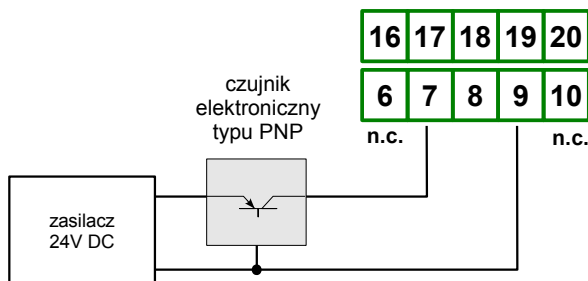 16 17 18 19 20
6 7 8 9 10
n.c. n.c.
czujnik
elektroniczny
typu PNP
zasilacz
24V DC